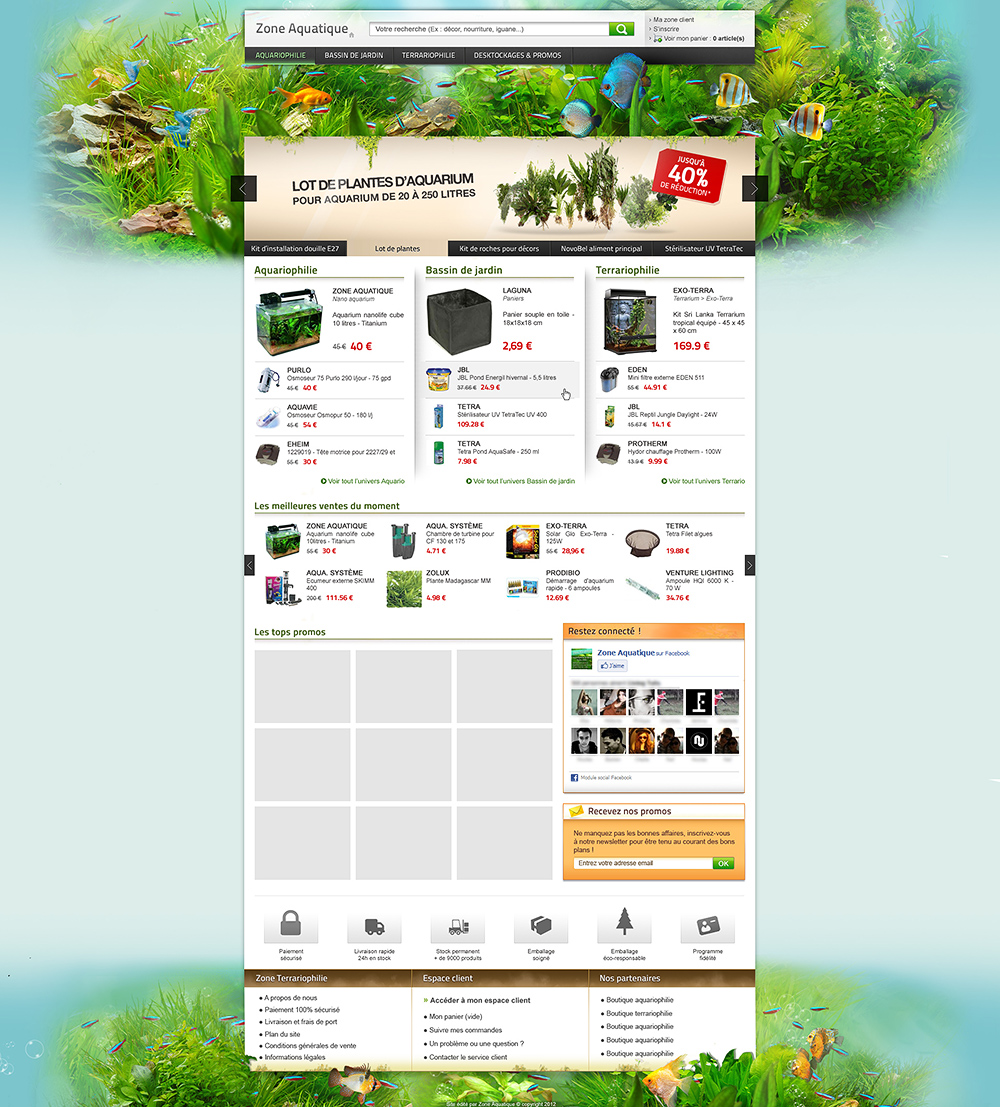 Zone Aquatique
Votre recherche (Ex : décor, nourriture, iguane...)
Ma zone client
S'inscrire
Voir mon panier : 0 article(s)
AQUARIOPHILIE BASSIN DE JARDIN TERRARIOPHILIE DESKTOCKAGES & PROMOS
LOT DE PLANTES D'AQUARIUM
POUR AQUARIUM DE 20 À 250 LITRES
JUSQU'À
40%
DE RÉDUCTION*
Kit d'installation douille E27 Lot de plantes Kit de roches pour décors NovoBel aliment principal Stérilisateur UV TetraTec
Aquariophilie
ZONE AQUATIQUE
Nano aquarium
Aquarium nanolife cube
10 litres - Titanium
45 € 40 €
PURLO
Osmoseur 75 Purlo 290 l/jour - 75 gpd
45 € 40 €
AQUAVIE
Osmoseur Osmopur 50 - 180 l/j
45 € 54 €
EHEIM
1229019 - Tête motrice pour 2227/29 et
55 € 30 €
Voir tout l'univers Aquario
Bassin de jardin
LAGUNA
Paniers
Panier souple en toile -
18x18x18 cm
2,69 €
JBL
JBL Pond Energil hivernal - 5,5 litres
37.66 € 24.9 €
TETRA
Stérilisateur UV TetraTec UV 400
109.28 €
TETRA
Tetra Pond AquaSafe - 250 ml
7.98 €
Voir tout l'univers Bassin de jardin
Terrariophilie
EXO-TERRA
Terrarium > Exo-Terra
Kit Sri Lanka Terrarium
tropical équipé - 45 x 45
x 60 cm
169.9 €
EDEN
Mini filtre externe EDEN 511
55 € 44.91 €
JBL
JBL Reptil Jungle Daylight - 24W
15.67 € 14.1 €
PROTHERM
Hydor chauffage Protherm - 100W
13.9 € 9.99 €
Voir tout l'univers Terrario
Les meilleures ventes du moment
ZONE AQUATIQUE
Aquarium nanolife cube
10litres - Titanium
55 € 30 €
AQUA. SYSTÈME
Chambre de turbine pour
CF 130 et 175
4.71 €
EXO-TERRA
Solar Glo Exo-Terra -
125W
55 € 28,96 €
TETRA
Tetra Filet algues
19.88 €
AQUA. SYSTÈME
Ecumeur externe SKIMM
400
200 € 111.56 €
ZOLUX
Plante Madagascar MM
4.98 €
PRODIBIO
Démarrage d'aquarium
rapide - 6 ampoules
12.69 €
VENTURE LIGHTING
Ampoule HQI 6000 K -
70 W
34.76 €
Les tops promos
Restez connecté !
Zone Aquatique sur Facebook
J'aime
Module social Facebook
Recevez nos promos
Ne manquez pas les bonnes affaires, inscrivez-vous
à notre newsletter pour être tenu au courant des bons
plans !
Entrez votre adresse email OK
Paiement
sécurisé
Livraison rapide
24h en stock
Stock permanent
+ de 9000 produits
Emballage
soigné
Emballage
éco-responsable
Programme
fidélité
Zone Terrariophilie
A propos de nous
Paiement 100% sécurisé
Livraison et frais de port
Plan du site
Conditions générales de vente
Informations légales
Espace client
» Accéder à mon espace client
Mon panier (vide)
Suivre mes commandes
Un problème ou une question ?
Contacter le service client
Nos partenaires
Boutique aquariophilie
Boutique terrariophilie
Boutique aquariophilie
Boutique aquariophilie
Boutique aquariophilie
Site édité par Zone Aquatique © copyright 2012